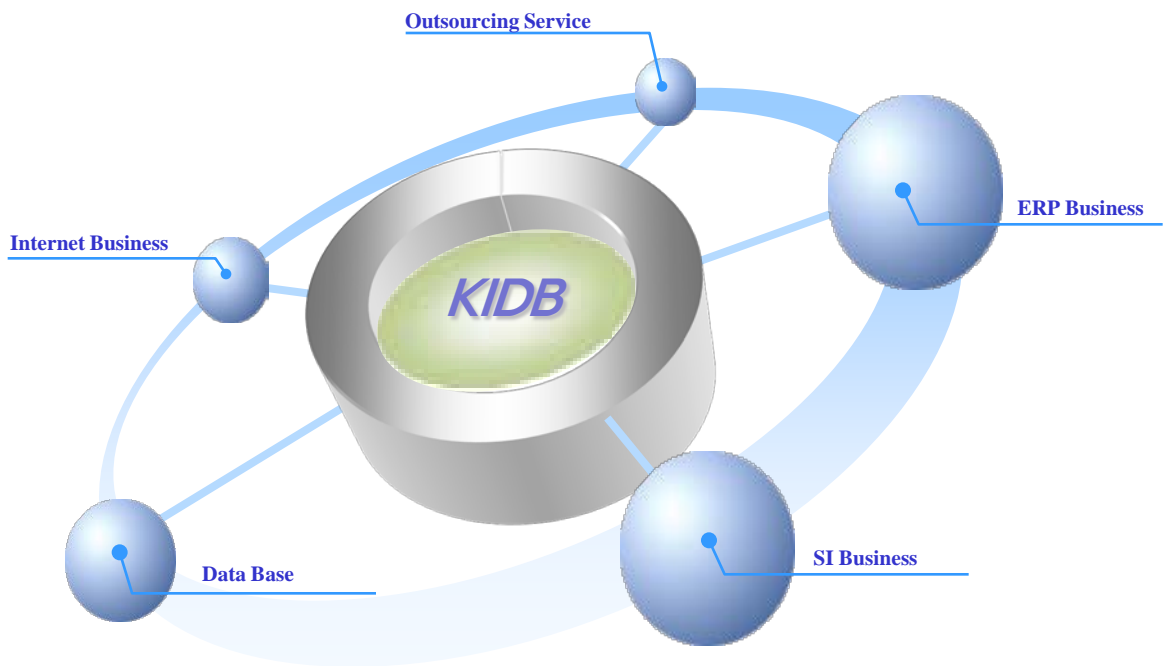 Outsourcing Service
ERP Business
Internet Business
KIDB
SI Business
Data Base